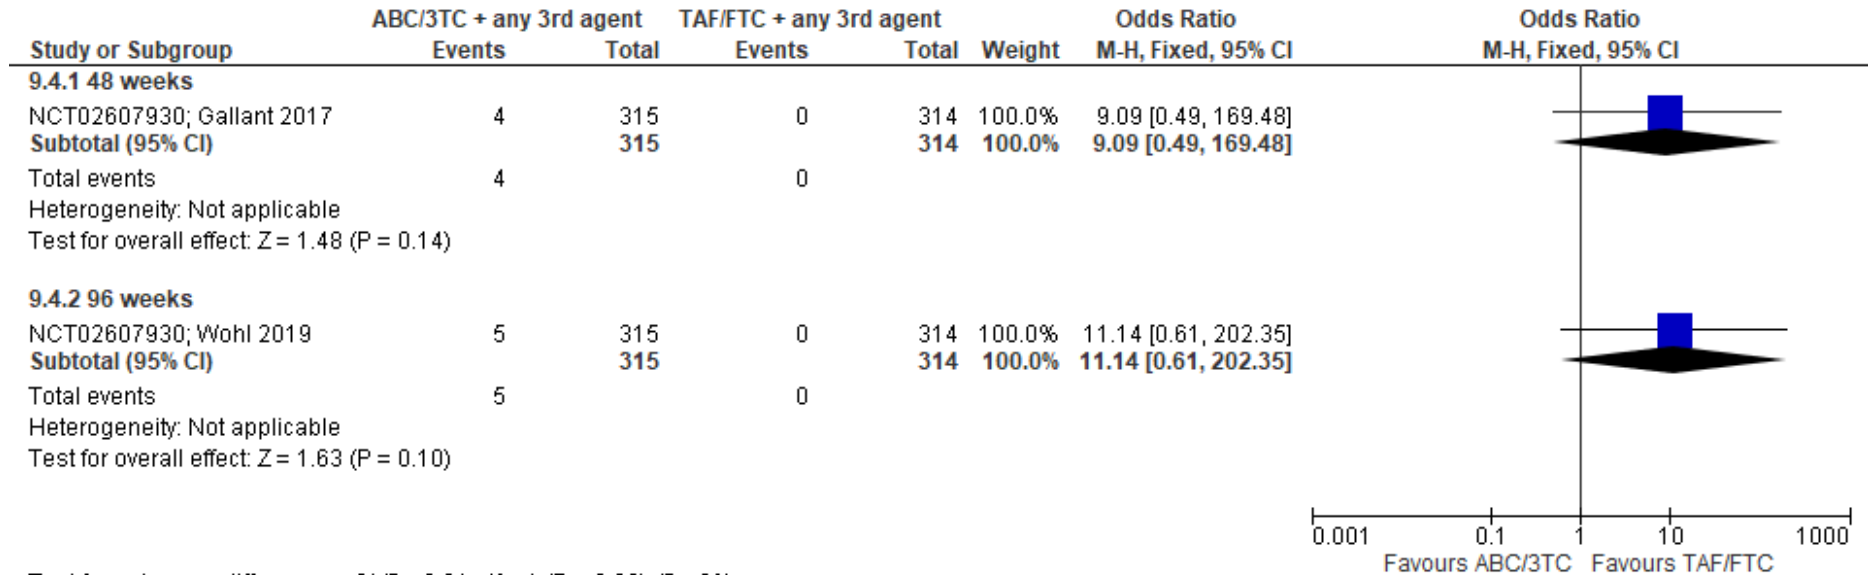 ABC/3TC + any 3rd agent TAF/FTC + any 3rd agent Odds Ratio Odds Ratio
Study or Subgroup Events Total Events Total Weight M-H, Fixed, 95% CI M-H, Fixed, 95% CI
9.4.1 48 weeks
NCT02607930; Gallant 2017 4 315 0 314 100.0% 9.09 [0.49, 169.48]
Subtotal (95% CI) 315 314 100.0% 9.09 [0.49, 169.48]
Total events 4 0
Heterogeneity: Not applicable
Test for overall effect: Z = 1.48 (P = 0.14)
9.4.2 96 weeks
NCT02607930; Wohl 2019 5 315 0 314 100.0% 11.14 [0.61, 202.35]
Subtotal (95% CI) 315 314 100.0% 11.14 [0.61, 202.35]
Total events 5 0
Heterogeneity: Not applicable
Test for overall effect: Z = 1.63 (P = 0.10)
0.001 0.1 1 10 1000
Favours ABC/3TC Favours TAF/FTC